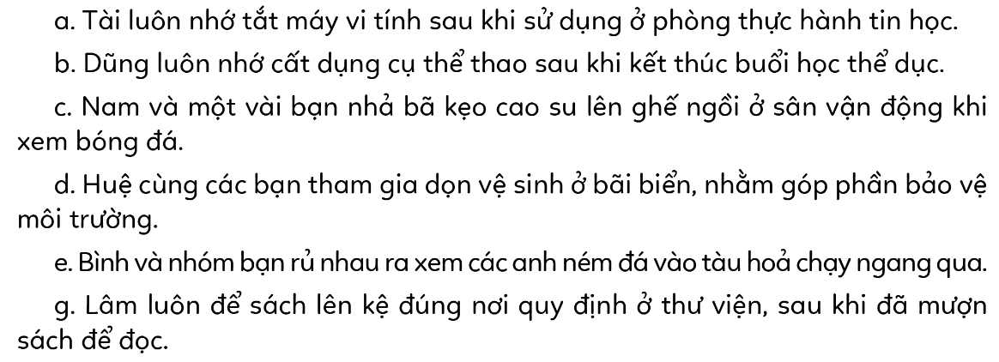 a. Tài luôn nhớ tắt máy vi tính sau khi sử dụng ở phòng thực hành tin học.
b. Dũng luôn nhớ cất dụng cụ thể thao sau khi kết thúc buổi học thể dục.
c. Nam và một vài bạn nhả bã kẹo cao su lên ghế ngồi ở sân vận động khi
xem bóng đá.
d. Huệ cùng các bạn tham gia dọn vệ sinh ở bãi biển, nhằm góp phần bảo vệ
môi trường.
e. Bình và nhóm bạn rủ nhau ra xem các anh ném đá vào tàu hoả chạy ngang qua.
g. Lâm luôn để sách lên kệ đúng nơi quy định ở thư viện, sau khi đã mượn
sách để đọc.